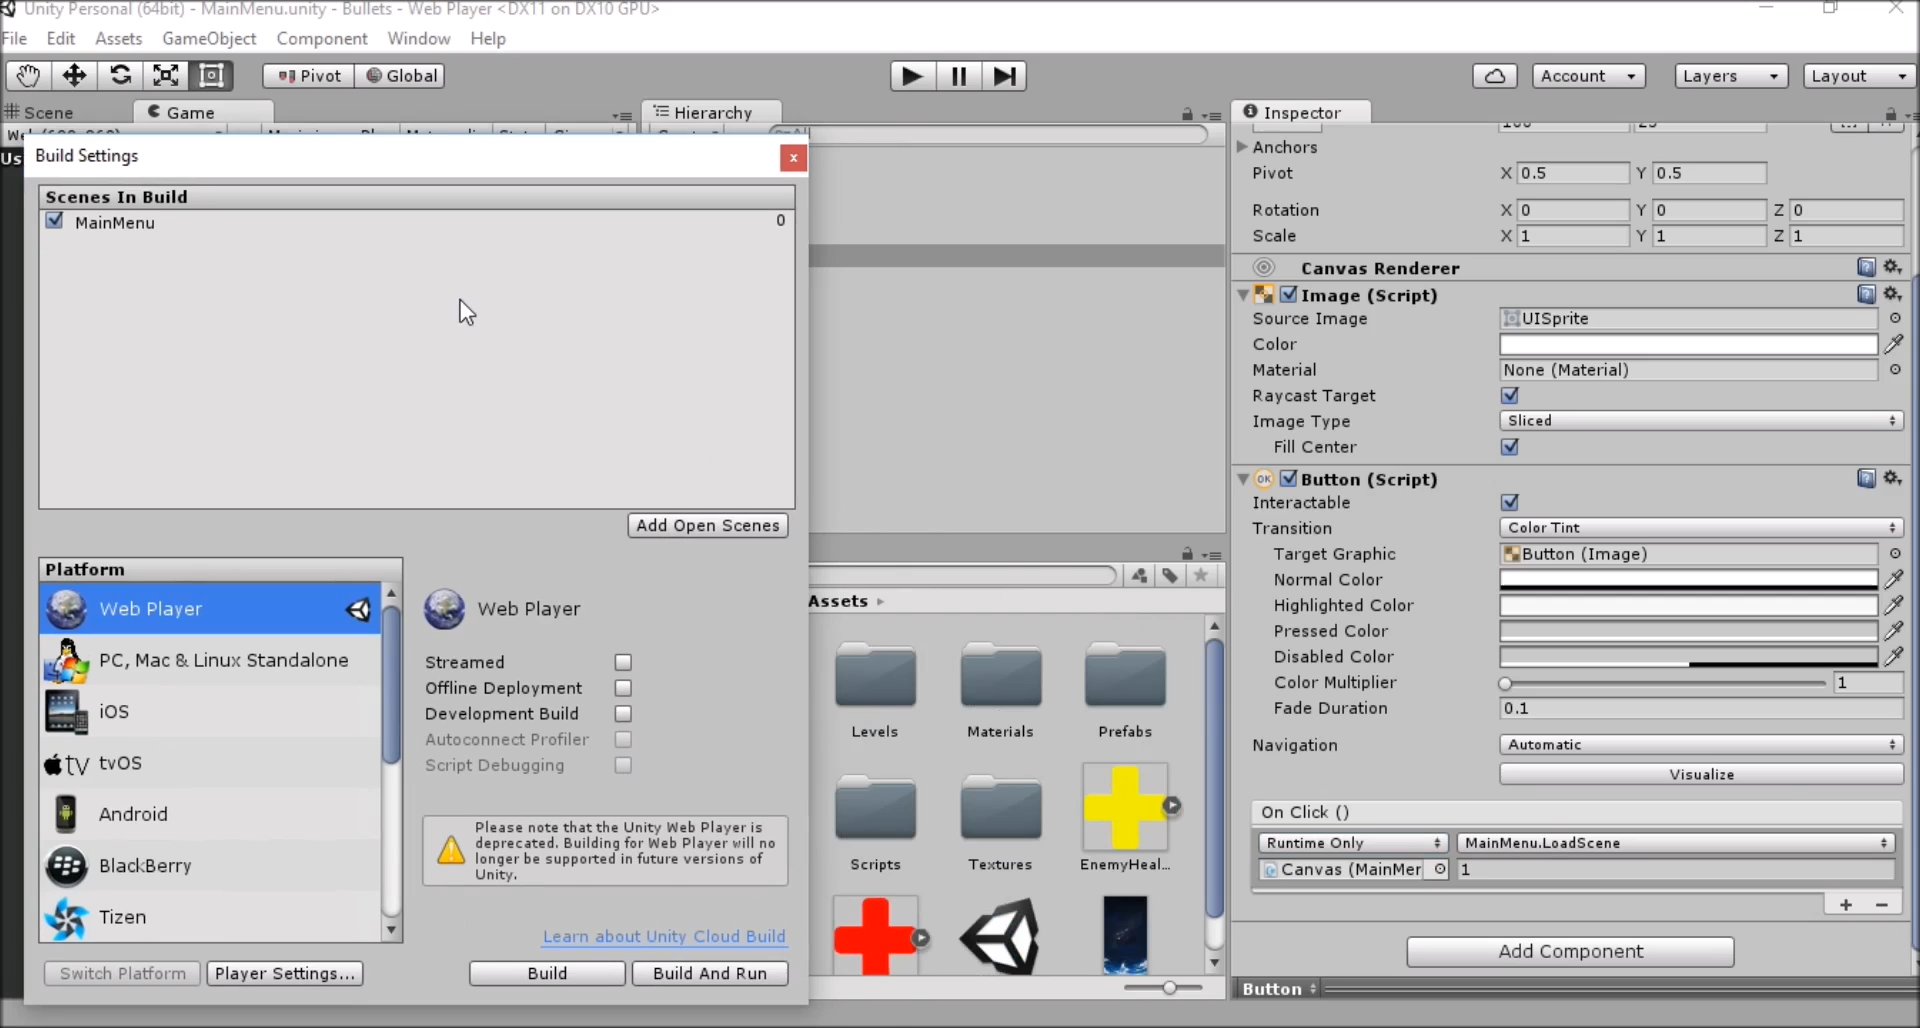 Unity Personal (64bit) - MainMenu.unity - Bullets - Web Player <DX11 on DX10 GPU>
File Edit Assets GameObject Component Window Help
Pivot Global Account Layers Layout
Scene Game Hierarchy Inspector
Us
Build Settings x
Scenes In Build
MainMenu 0
Add Open Scenes
Platform
Web Player
PC, Mac & Linux Standalone
iOS
tv tvOS
Android
BlackBerry
Tizen
Web Player
Streamed
Offline Deployment
Development Build
Autoconnect Profiler
Script Debugging
Please note that the Unity Web Player is
deprecated. Building for Web Player will no
longer be supported in future versions of
Unity.
Learn about Unity Cloud Build
Switch Platform Player Settings... Build Build And Run
Assets
Levels Materials Prefabs
Scripts Textures EnemyHeal...
Anchors
Pivot X 0.5 Y 0.5
Rotation X 0 Y 0 Z 0
Scale X 1 Y 1 Z 1
Canvas Renderer
Image (Script)
Source Image UISprite
Color
Material None (Material)
Raycast Target
Image Type Sliced
Fill Center
OK Button (Script)
Interactable
Transition Color Tint
Target Graphic Button (Image)
Normal Color
Highlighted Color
Pressed Color
Disabled Color
Color Multiplier 1
Fade Duration 0.1
Navigation Automatic
Visualize
On Click ()
Runtime Only MainMenu.LoadScene
Canvas (MainMer 1
+ −
Add Component
Button